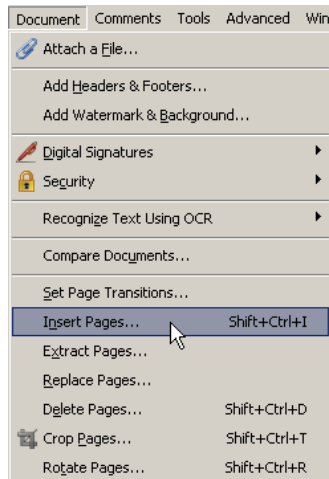 Document Comments Tools Advanced Win
Attach a File...
Add Headers & Footers...
Add Watermark & Background...
Digital Signatures
Security
Recognize Text Using OCR
Compare Documents...
Set Page Transitions...
Insert Pages... Shift+Ctrl+I
Extract Pages...
Replace Pages...
Delete Pages... Shift+Ctrl+D
Crop Pages... Shift+Ctrl+T
Rotate Pages... Shift+Ctrl+R